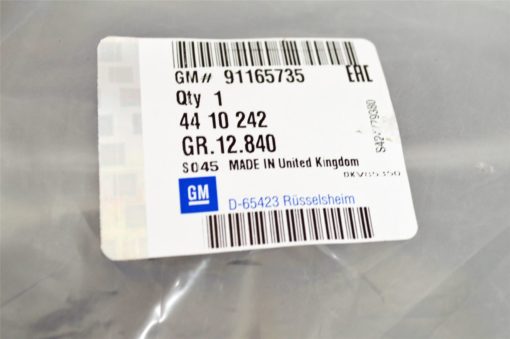 GM# 91165735
EAC
Qty 1
44 10 242
GR.12.840
S045 MADE IN United Kingdom
GM
D-65423 Rüsselsheim